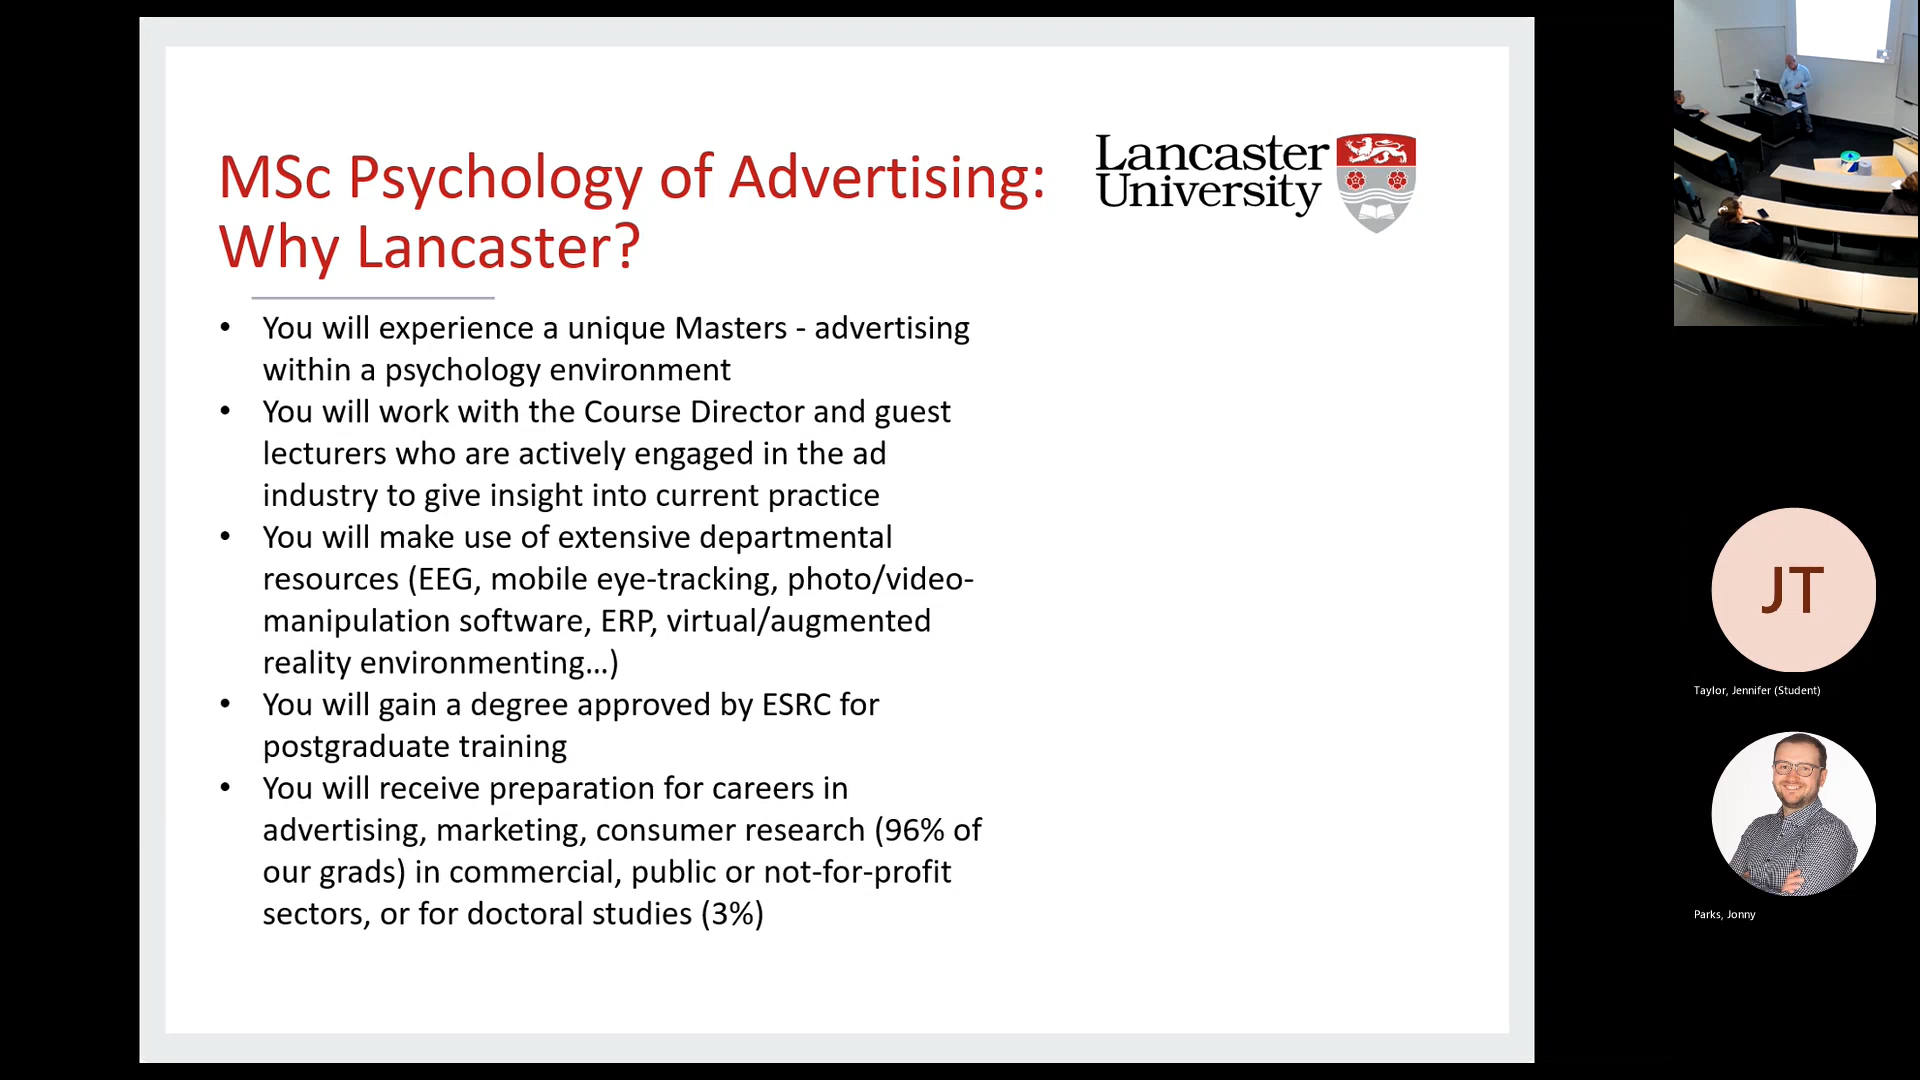 MSc Psychology of Advertising:
Why Lancaster?
Lancaster
University
• You will experience a unique Masters - advertising
within a psychology environment
• You will work with the Course Director and guest
lecturers who are actively engaged in the ad
industry to give insight into current practice
• You will make use of extensive departmental
resources (EEG, mobile eye-tracking, photo/video-
manipulation software, ERP, virtual/augmented
reality environmenting...)
• You will gain a degree approved by ESRC for
postgraduate training
• You will receive preparation for careers in
advertising, marketing, consumer research (96% of
our grads) in commercial, public or not-for-profit
sectors, or for doctoral studies (3%)
JT
Taylor, Jennifer (Student)
Parks, Jonny